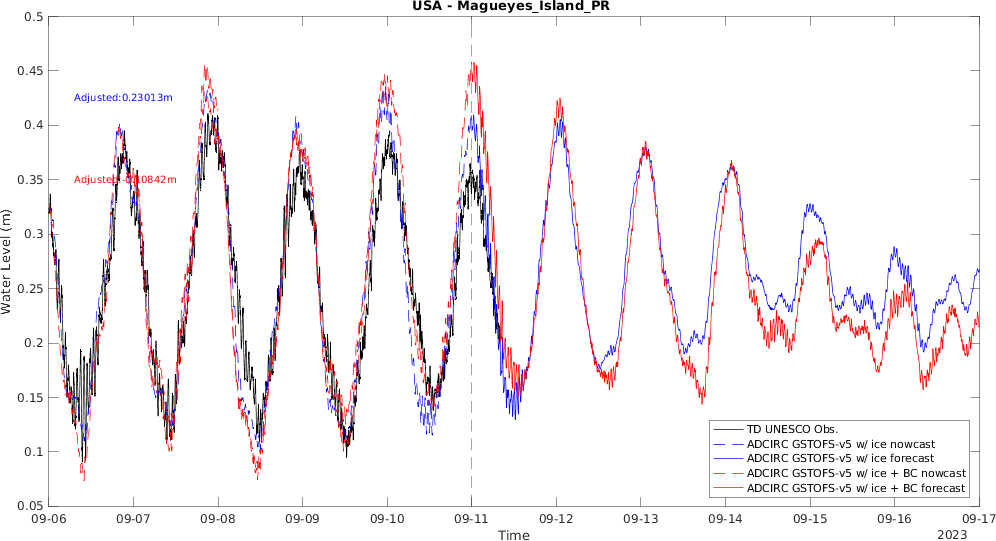 USA - Magueyes_Island_PR
0.5
0.45
0.4
0.35
0.3
0.25
0.2
0.15
0.1
0.05
Water Level (m)
Adjusted:0.23013m
Adjusted:-0.10842m
TD UNESCO Obs.
ADCIRC GSTOFS-v5 w/ ice nowcast
ADCIRC GSTOFS-v5 w/ ice forecast
ADCIRC GSTOFS-v5 w/ ice + BC nowcast
ADCIRC GSTOFS-v5 w/ ice + BC forecast
09-06 09-07 09-08 09-09 09-10 09-11 09-12 09-13 09-14 09-15 09-16 09-17
Time
2023